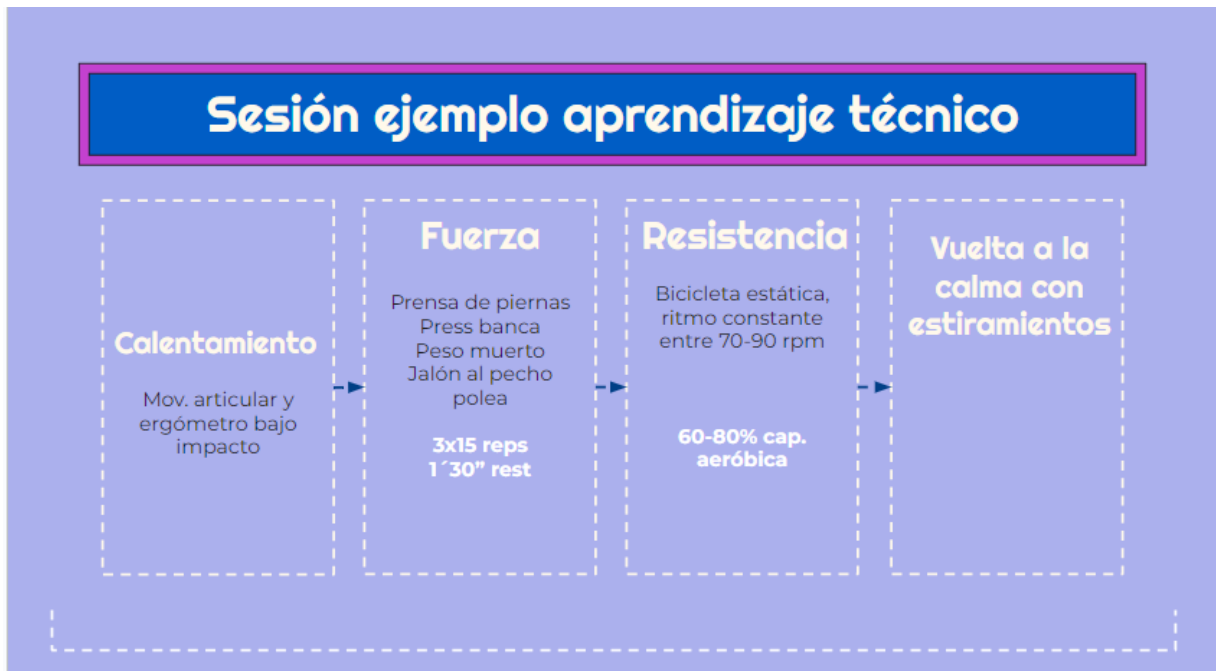 Sesión ejemplo aprendizaje técnico
Calentamiento
Mov. articular y
ergómetro bajo
impacto
Fuerza
Prensa de piernas
Press banca
Peso muerto
Jalón al pecho
polea
3x15 reps
1´30” rest
Resistencia
Bicicleta estática,
ritmo constante
entre 70-90 rpm
60-80% cap.
aeróbica
Vuelta a la
calma con
estiramientos